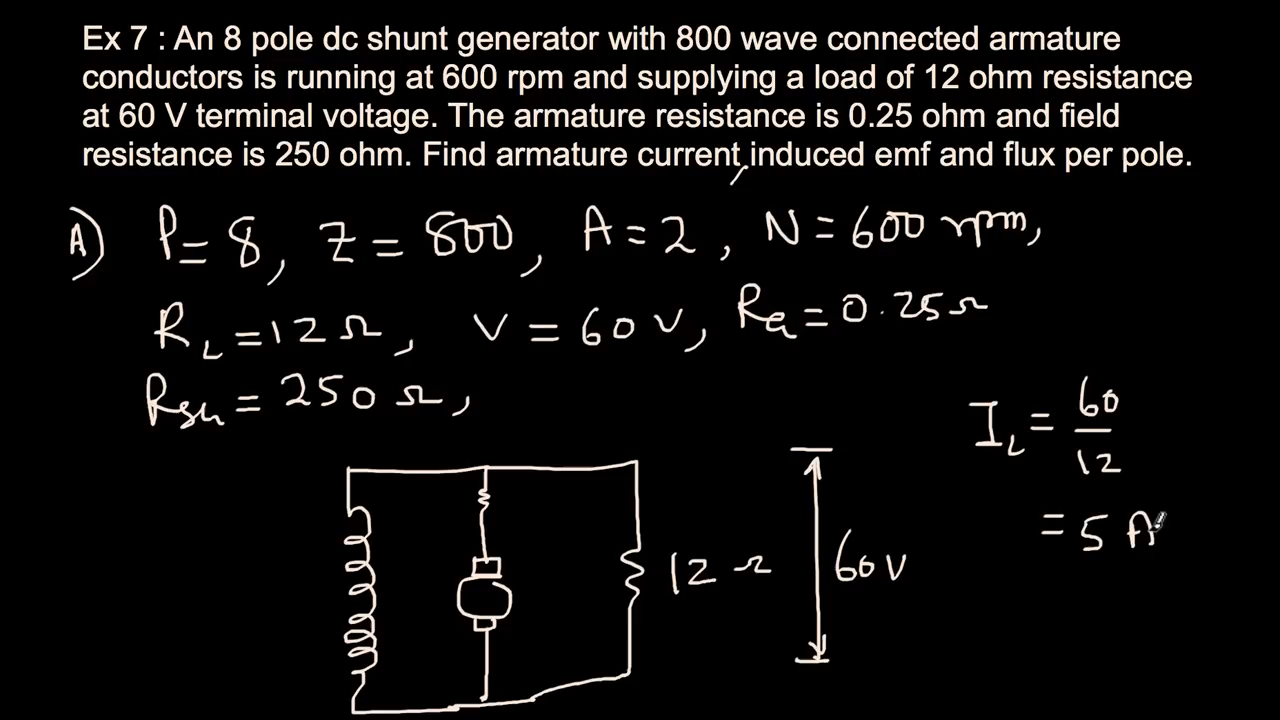 Ex 7 : An 8 pole dc shunt generator with 800 wave connected armature
conductors is running at 600 rpm and supplying a load of 12 ohm resistance
at 60 V terminal voltage. The armature resistance is 0.25 ohm and field
resistance is 250 ohm. Find armature current, induced emf and flux per pole.
A) P = 8, Z = 800, A = 2, N = 600 rpm,
R_L = 12 Ω, V = 60 V, R_a = 0.25 Ω
R_sh = 250 Ω,
I_L = 60/12
= 5 A
12 Ω
60 V